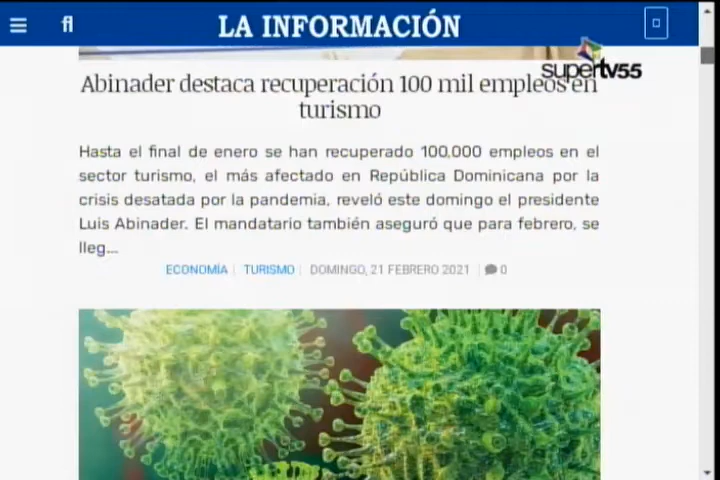 LA INFORMACIÓN
supertv55
Abinader destaca recuperación 100 mil empleos en
turismo
Hasta el final de enero se han recuperado 100,000 empleos en el
sector turismo, el más afectado en República Dominicana por la
crisis desatada por la pandemia, reveló este domingo el presidente
Luis Abinader. El mandatario también aseguró que para febrero, se
lleg...
ECONOMÍA | TURISMO | DOMINGO, 21 FEBRERO 2021 | 0